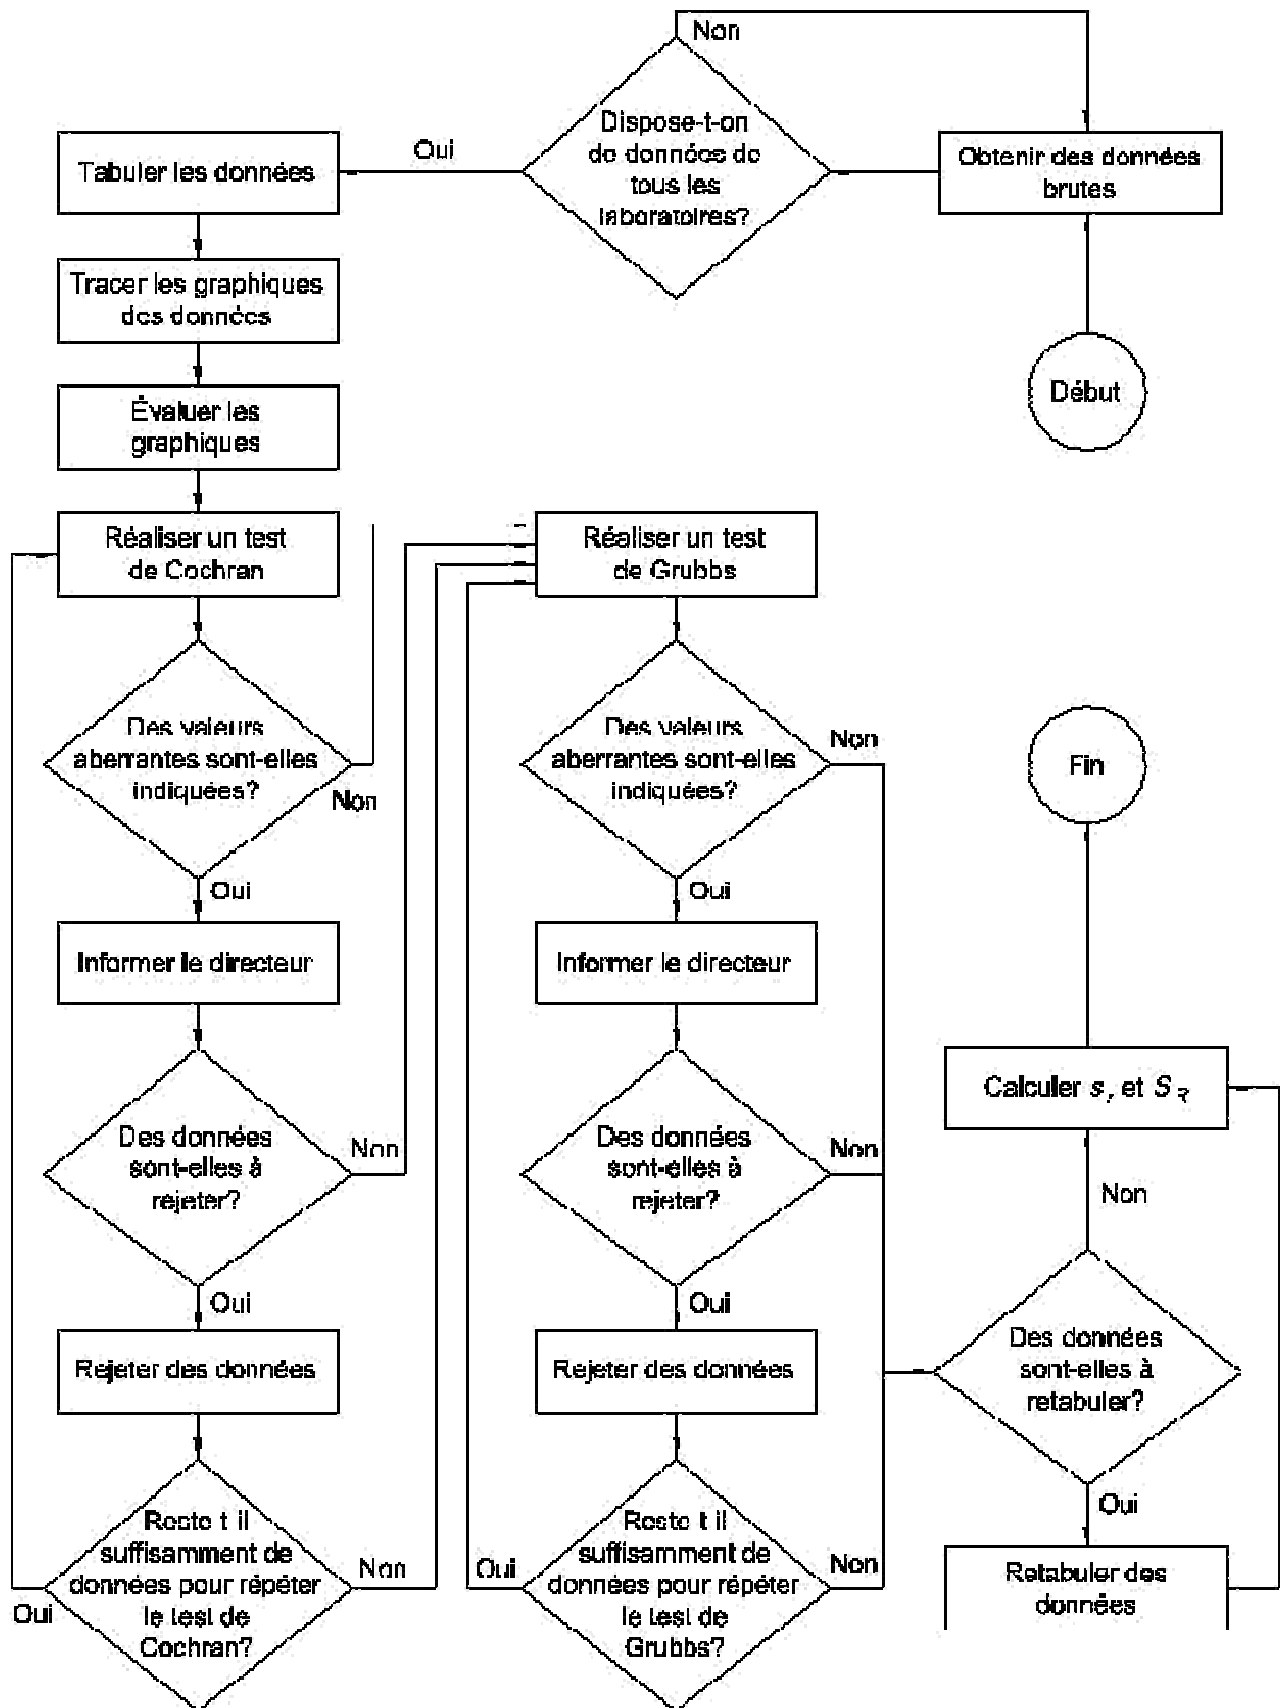 Non
Dispose-t-on
de données de
tous les
laboratoires?
Oui
Obtenir des données
brutes
Début
Tabuler les données
Tracer les graphiques
des données
Évaluer les
graphiques
Réaliser un test
de Cochran
Des valeurs
aberrantes sont-elles
indiquées?
Non
Oui
Informer le directeur
Des données
sont-elles à
rejeter?
Non
Oui
Rejeter des données
Reste t il
suffisamment de
données pour répéter
le test de
Cochran?
Oui
Non
Réaliser un test
de Grubbs
Des valeurs
aberrantes sont-elles
indiquées?
Non
Oui
Informer le directeur
Des données
sont-elles à
rejeter?
Non
Oui
Rejeter des données
Reste t il
suffisamment de
données pour répéter
le test de
Grubbs?
Oui
Non
Fin
Calculer s, et S
Non
Des données
sont-elles à
retabuler?
Oui
Retabuler des
données